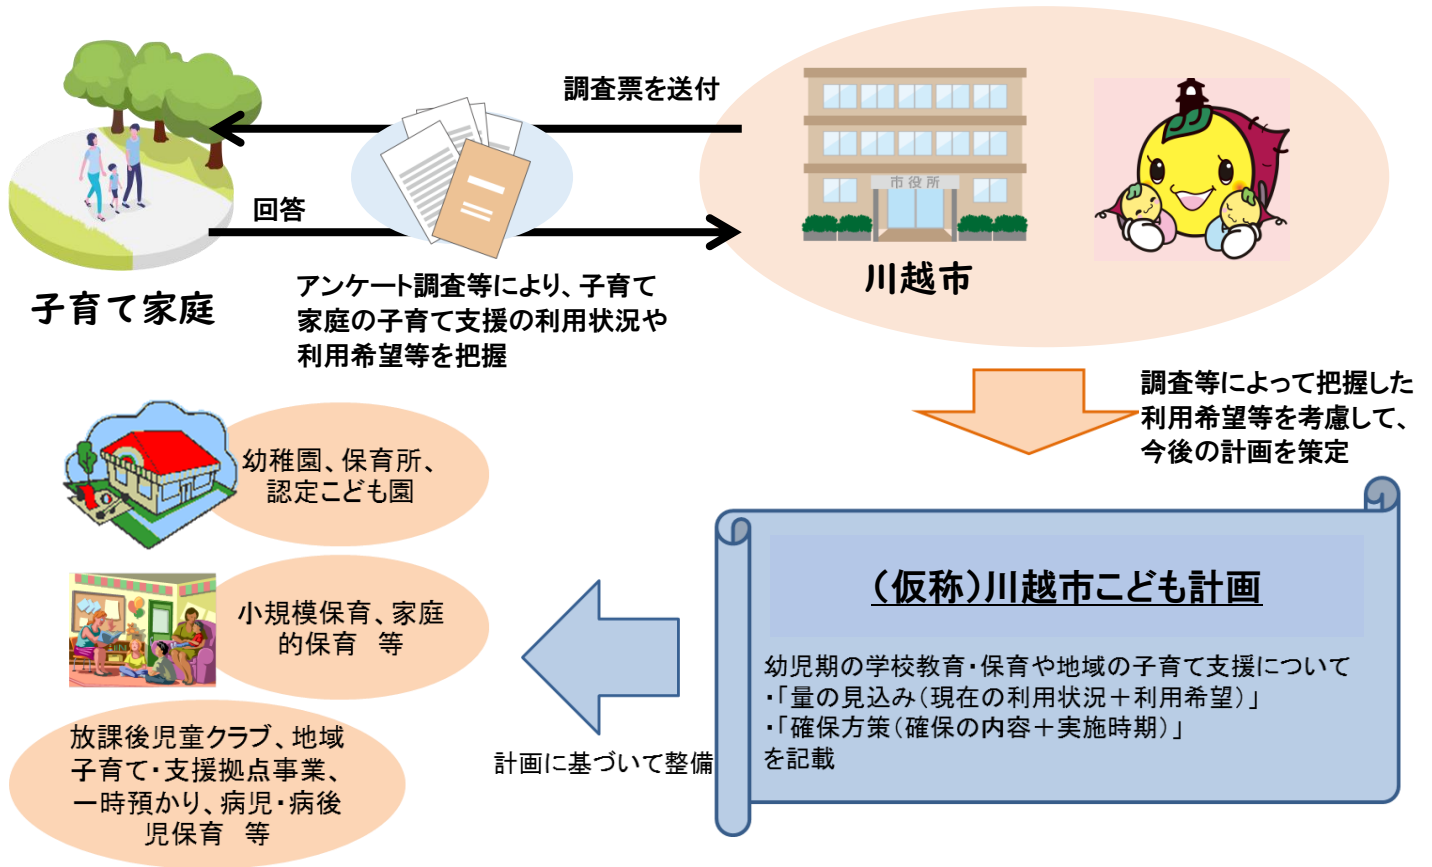 調査票を送付
市役所
回答
川越市
子育て家庭
アンケート調査等により、子育て
家庭の子育て支援の利用状況や
利用希望等を把握
調査等によって把握した
利用希望等を考慮して、
今後の計画を策定
幼稚園、保育所、
認定こども園
(仮称)川越市こども計画
小規模保育、家庭
的保育　等
幼児期の学校教育・保育や地域の子育て支援について
・「量の見込み(現在の利用状況+利用希望)」
・「確保方策(確保の内容+実施時期)」
を記載
計画に基づいて整備
放課後児童クラブ、地域
子育て・支援拠点事業、
一時預かり、病児・病後
児保育　等